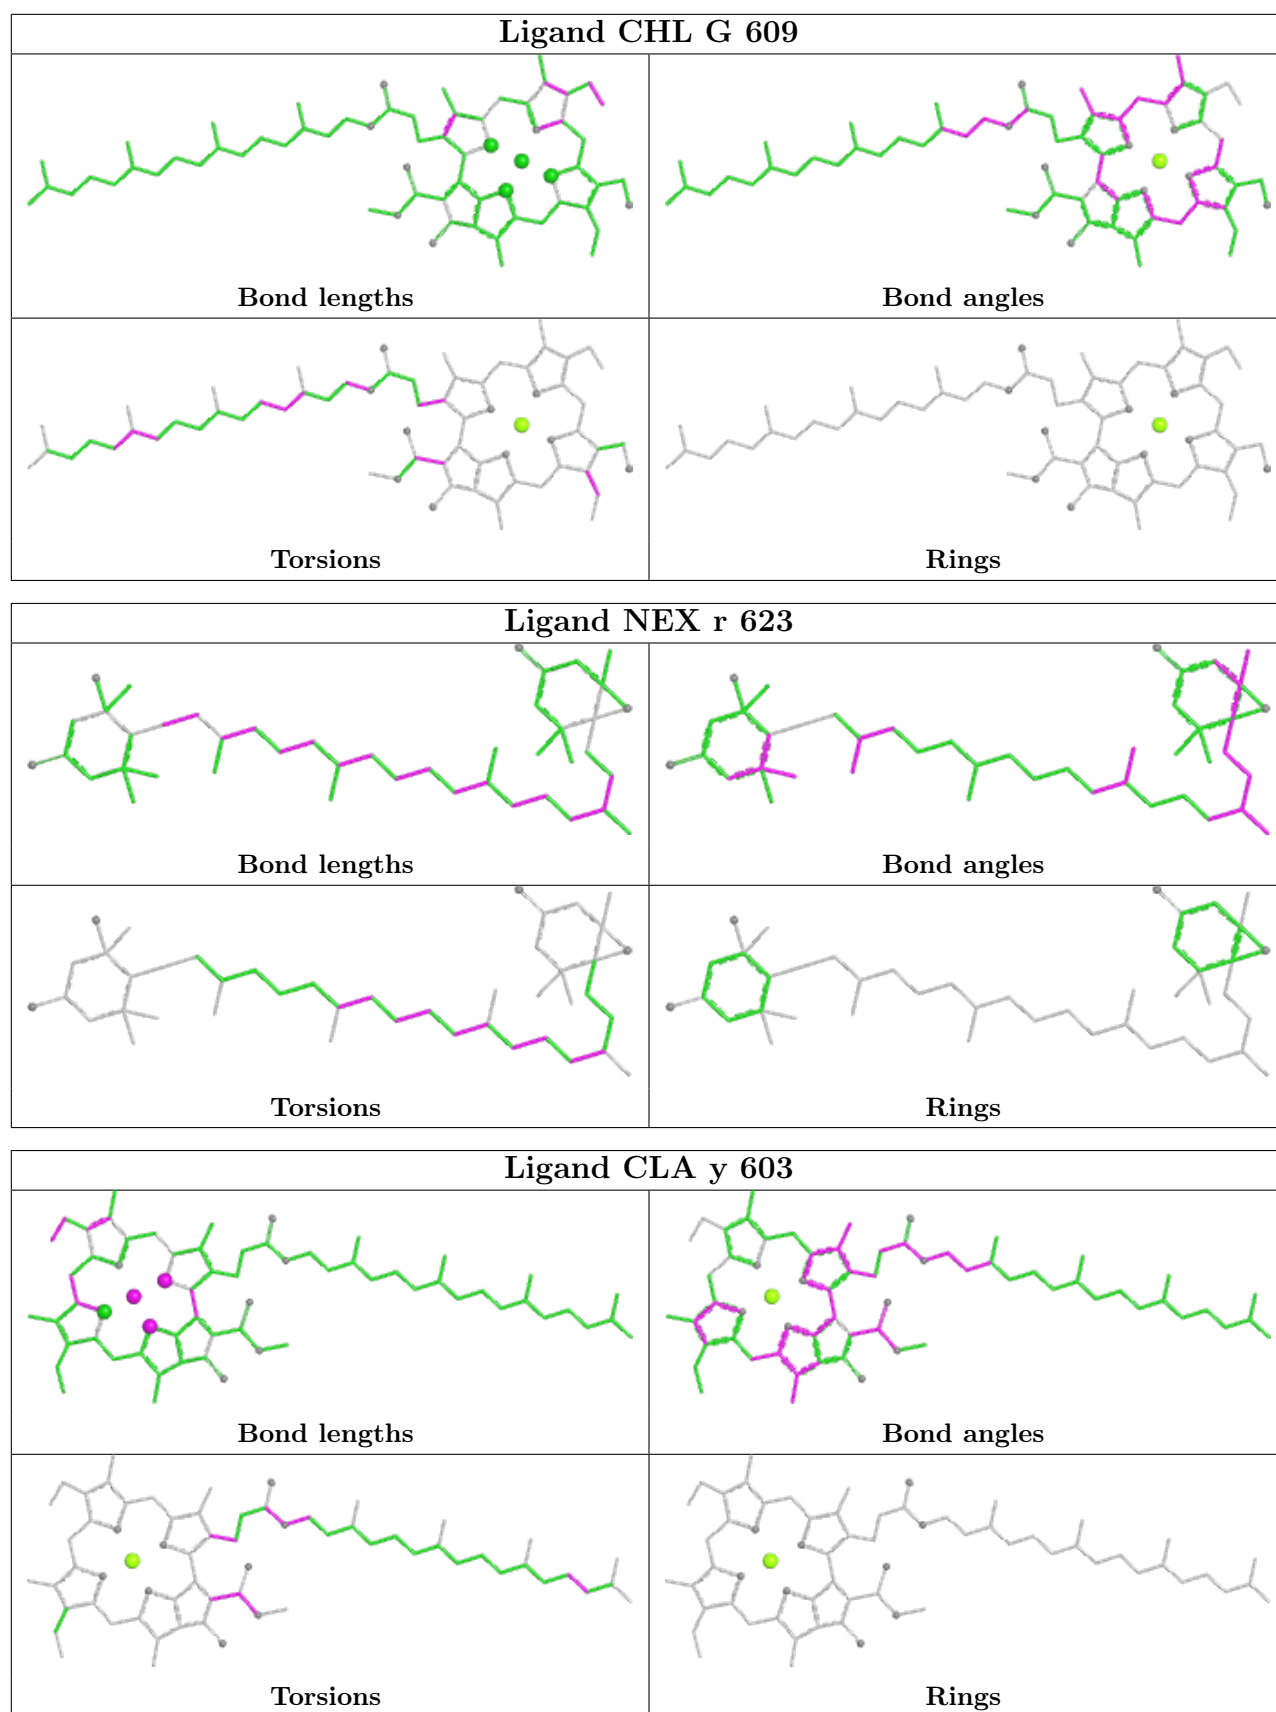 Ligand CHL G 609
Bond lengths
Bond angles
Torsions
Rings
Ligand NEX r 623
Bond lengths
Bond angles
Torsions
Rings
Ligand CLA y 603
Bond lengths
Bond angles
Torsions
Rings